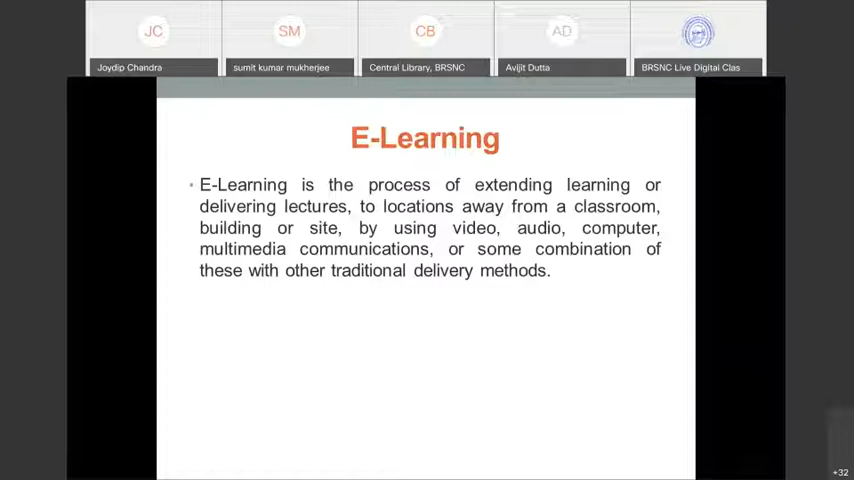 JC
SM
CB
AD
Joydip Chandra
sumit kumar mukherjee
Central Library, BRSNC
Avijit Dutta
BRSNC Live Digital Clas
E-Learning
• E-Learning is the process of extending learning or
delivering lectures, to locations away from a classroom,
building or site, by using video, audio, computer,
multimedia communications, or some combination of
these with other traditional delivery methods.
+32